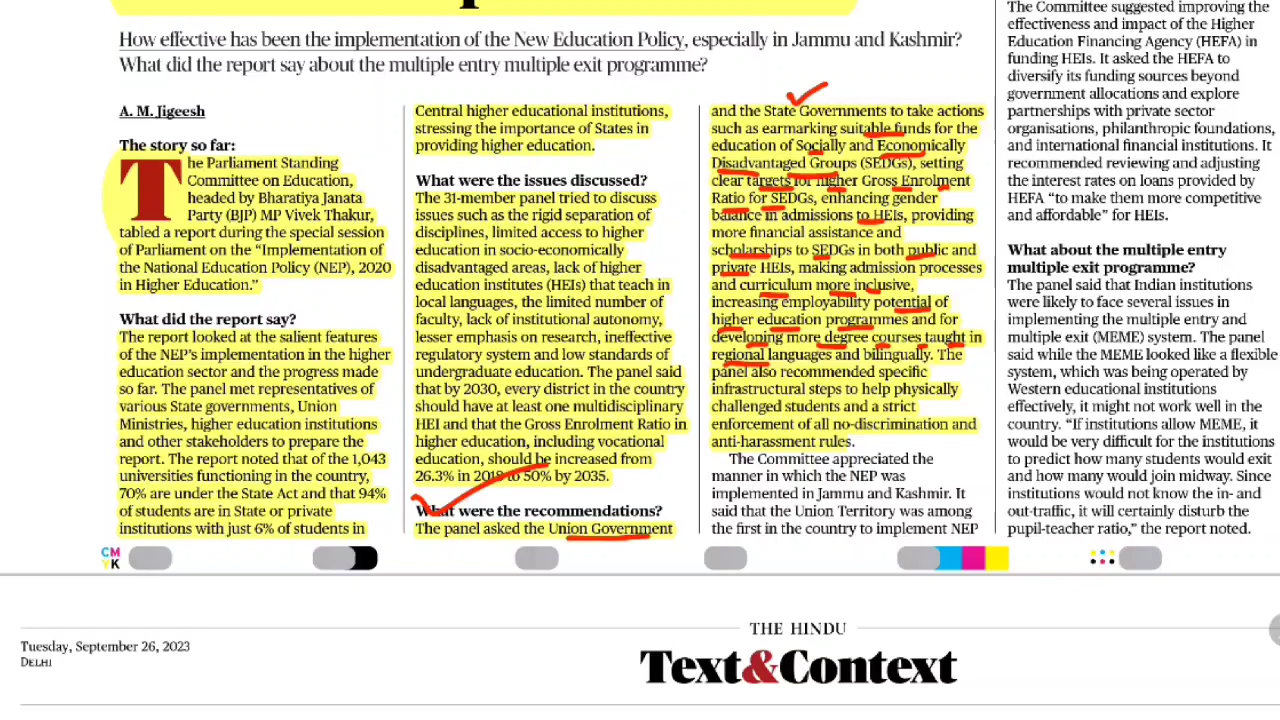 How effective has been the implementation of the New Education Policy, especially in Jammu and Kashmir?
What did the report say about the multiple entry multiple exit programme?
A. M. Jigeesh
The story so far:
The Parliament Standing
Committee on Education,
headed by Bharatiya Janata
Party (BJP) MP Vivek Thakur,
tabled a report during the special session
of Parliament on the “Implementation of
the National Education Policy (NEP), 2020
in Higher Education.”
What did the report say?
The report looked at the salient features
of the NEP’s implementation in the higher
education sector and the progress made
so far. The panel met representatives of
various State governments, Union
Ministries, higher education institutions
and other stakeholders to prepare the
report. The report noted that of the 1,043
universities functioning in the country,
70% are under the State Act and that 94%
of students are in State or private
institutions with just 6% of students in
Central higher educational institutions,
stressing the importance of States in
providing higher education.
What were the issues discussed?
The 31-member panel tried to discuss
issues such as the rigid separation of
disciplines, limited access to higher
education in socio-economically
disadvantaged areas, lack of higher
education institutes (HEIs) that teach in
local languages, the limited number of
faculty, lack of institutional autonomy,
lesser emphasis on research, ineffective
regulatory system and low standards of
undergraduate education. The panel said
that by 2030, every district in the country
should have at least one multidisciplinary
HEI and that the Gross Enrolment Ratio in
higher education, including vocational
education, should be increased from
26.3% in 2018 to 50% by 2035.
What were the recommendations?
The panel asked the Union Government
and the State Governments to take actions
such as earmarking suitable funds for the
education of Socially and Economically
Disadvantaged Groups (SEDGs), setting
clear targets for higher Gross Enrolment
Ratio for SEDGs, enhancing gender
balance in admissions to HEIs, providing
more financial assistance and
scholarships to SEDGs in both public and
private HEIs, making admission processes
and curriculum more inclusive,
increasing employability potential of
higher education programmes and for
developing more degree courses taught in
regional languages and bilingually. The
panel also recommended specific
infrastructural steps to help physically
challenged students and a strict
enforcement of all no-discrimination and
anti-harassment rules.
The Committee appreciated the
manner in which the NEP was
implemented in Jammu and Kashmir. It
said that the Union Territory was among
the first in the country to implement NEP
The Committee suggested improving the
effectiveness and impact of the Higher
Education Financing Agency (HEFA) in
funding HEIs. It asked the HEFA to
diversify its funding sources beyond
government allocations and explore
partnerships with private sector
organisations, philanthropic foundations,
and international financial institutions. It
recommended reviewing and adjusting
the interest rates on loans provided by
HEFA “to make them more competitive
and affordable” for HEIs.
What about the multiple entry
multiple exit programme?
The panel said that Indian institutions
were likely to face several issues in
implementing the multiple entry and
multiple exit (MEME) system. The panel
said while the MEME looked like a flexible
system, which was being operated by
Western educational institutions
effectively, it might not work well in the
country. “If institutions allow MEME, it
would be very difficult for the institutions
to predict how many students would exit
and how many would join midway. Since
institutions would not know the in- and
out-traffic, it will certainly disturb the
pupil-teacher ratio,” the report noted.
CM
YK
Tuesday, September 26, 2023
DELHI
THE HINDU
Text&Context